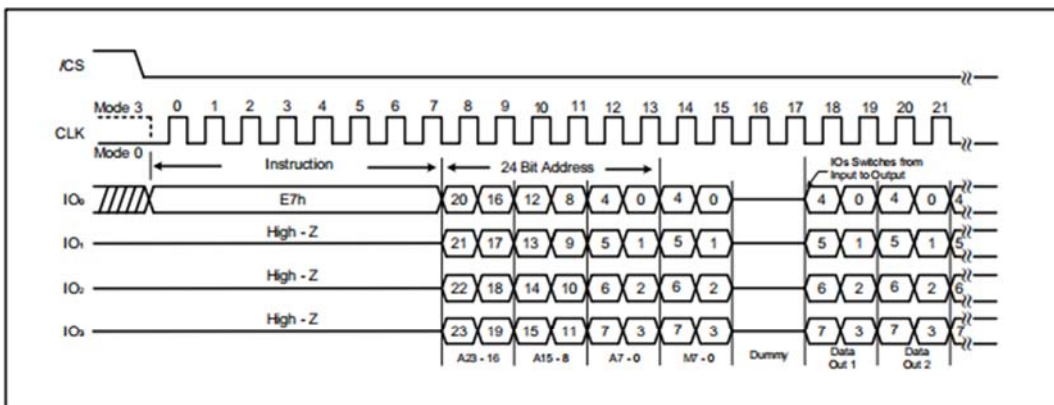 /CS
Mode 3 0 1 2 3 4 5 6 7 8 9 10 11 12 13 14 15 16 17 18 19 20 21
CLK
Mode 0
Instruction 24 Bit Address IOs Switches from
Input to Output
IO₀ E7h 20 16 12 8 4 0 4 0 4 0 4 0 4
High - Z
IO₁ 21 17 13 9 5 1 5 1 5 1 5 1 5
High - Z
IO₂ 22 18 14 10 6 2 6 2 6 2 6 2 6
High - Z
IO₃ 23 19 15 11 7 3 7 3 7 3 7 3 7
A23 - 16 A15 - 8 A7 - 0 M7 - 0 Dummy Data Data
Out 1 Out 2